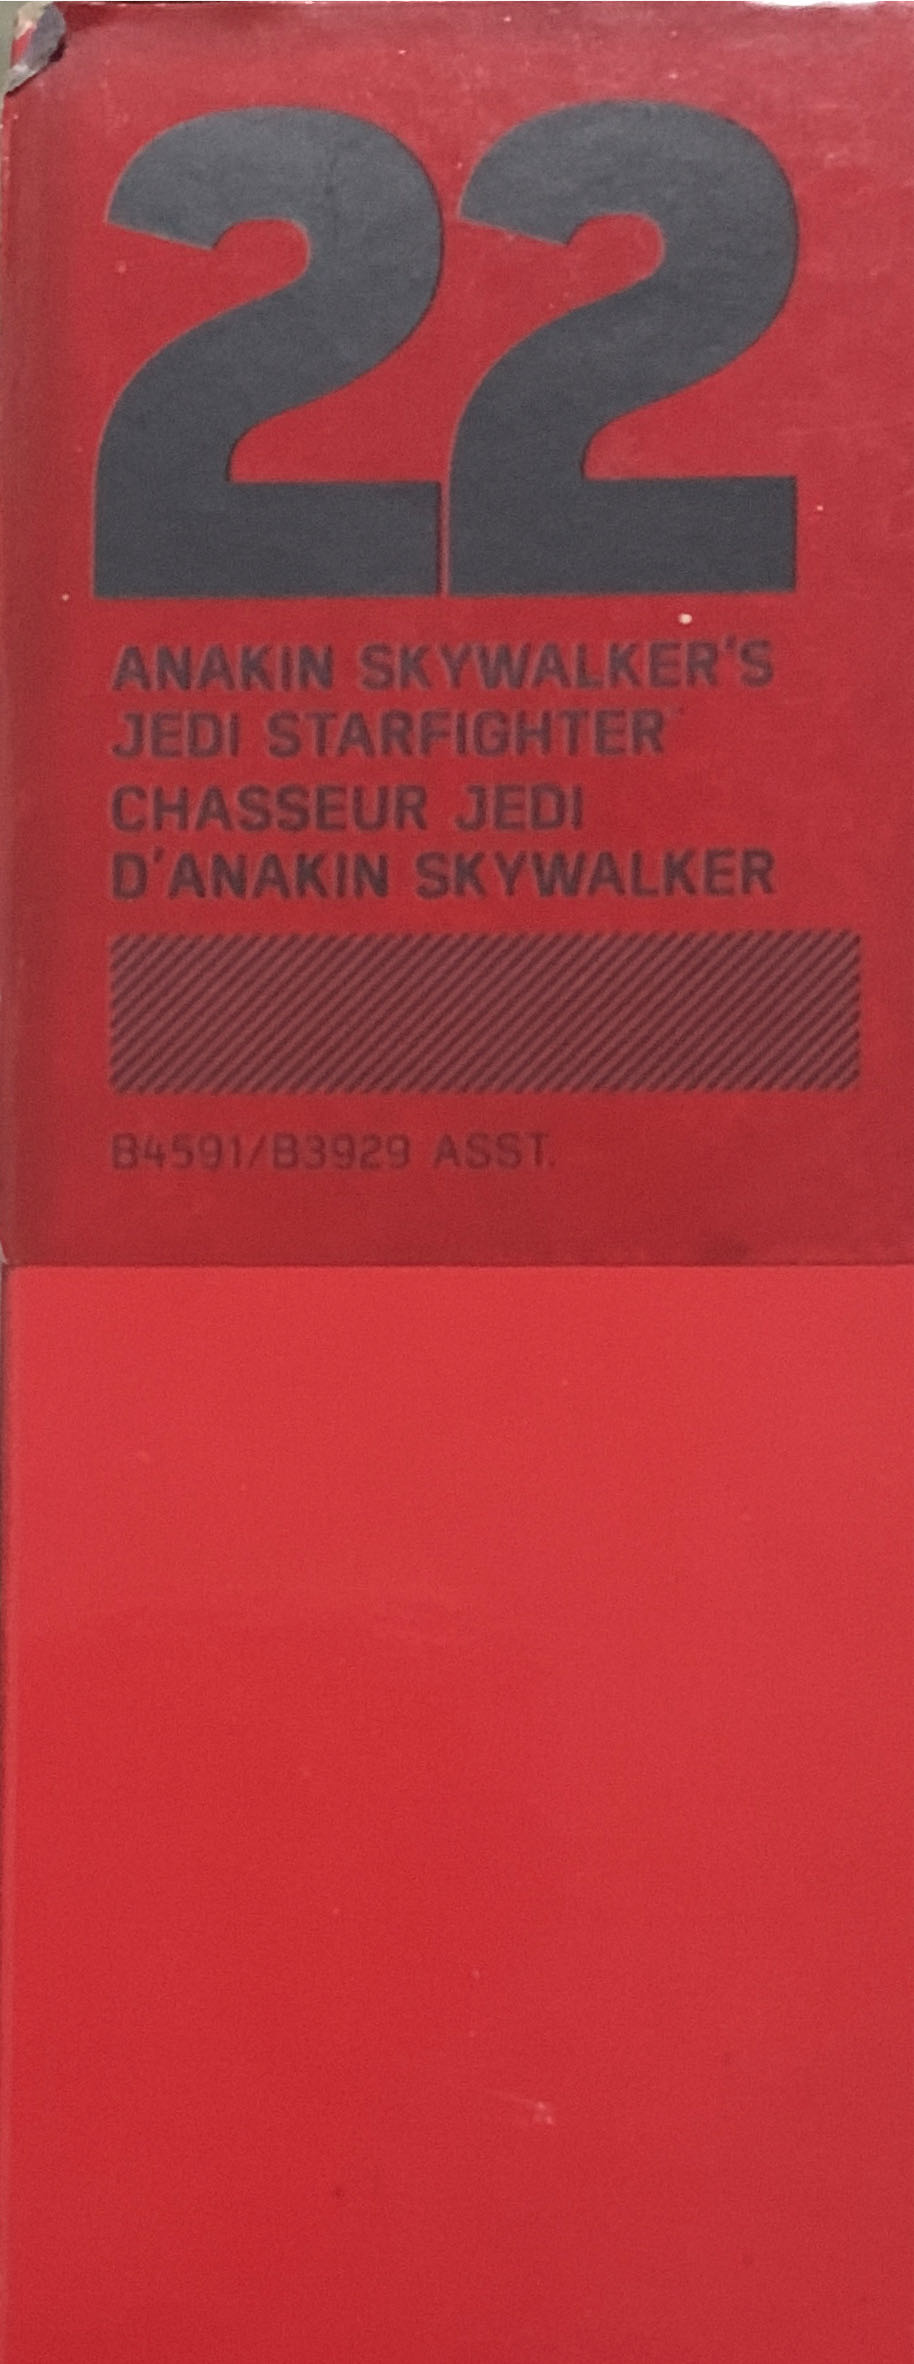 22
ANAKIN SKYWALKER'S
JEDI STARFIGHTER
CHASSEUR JEDI
D'ANAKIN SKYWALKER
B4591/B3929 ASST.